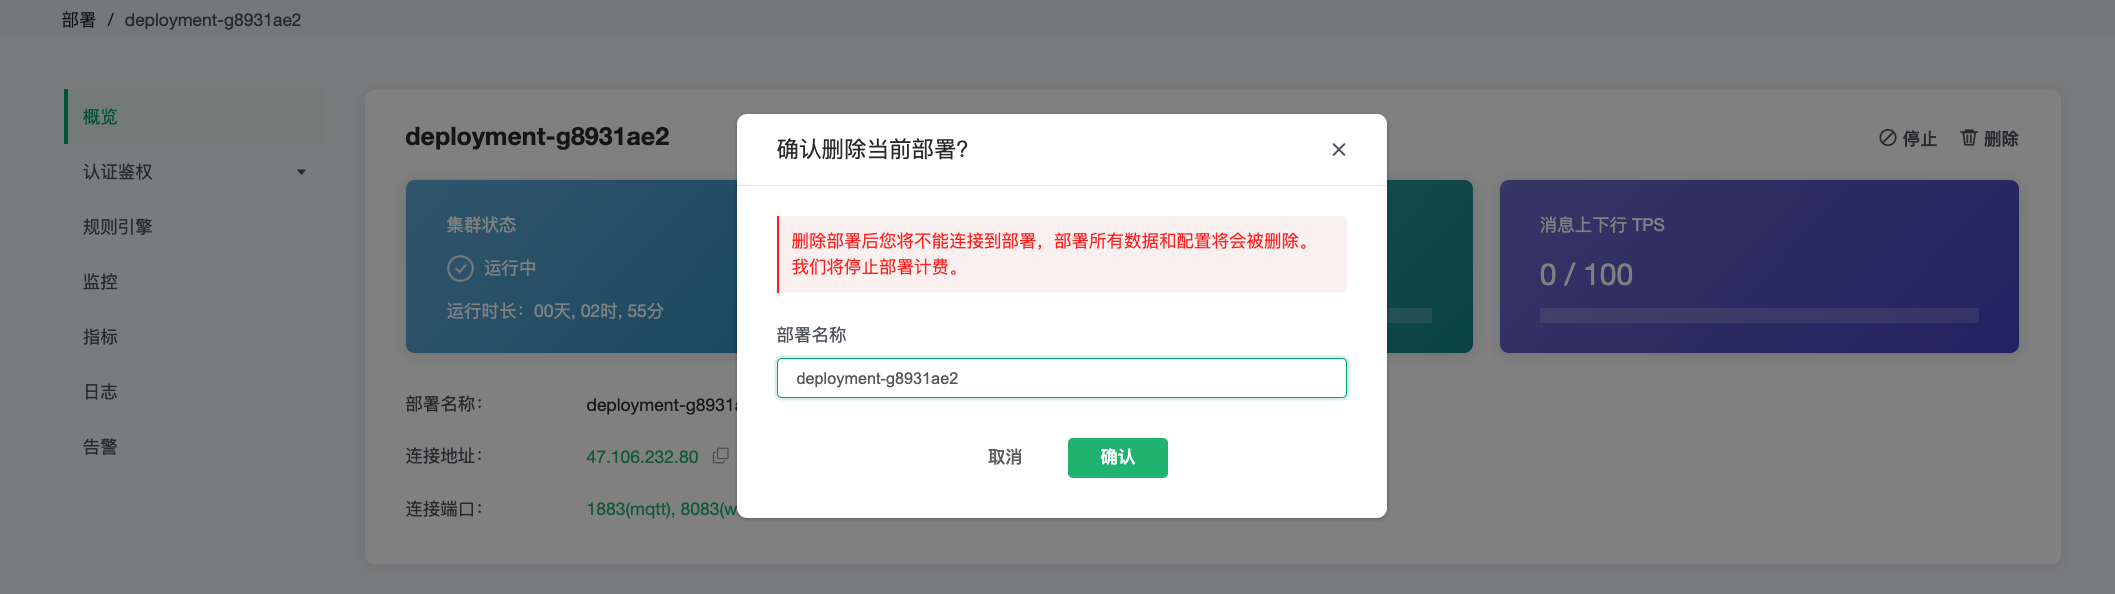 部署 / deployment-g8931ae2
概览
认证鉴权
规则引擎
监控
指标
日志
告警
deployment-g8931ae2
停止
删除
集群状态
运行中
运行时长：00天, 02时, 55分
消息上下行 TPS
0 / 100
部署名称：
deployment-g8931a
连接地址：
47.106.232.80
连接端口：
1883(mqtt), 8083(w
确认删除当前部署?
删除部署后您将不能连接到部署，部署所有数据和配置将会被删除。
我们将停止部署计费。
部署名称
deployment-g8931ae2
取消
确认